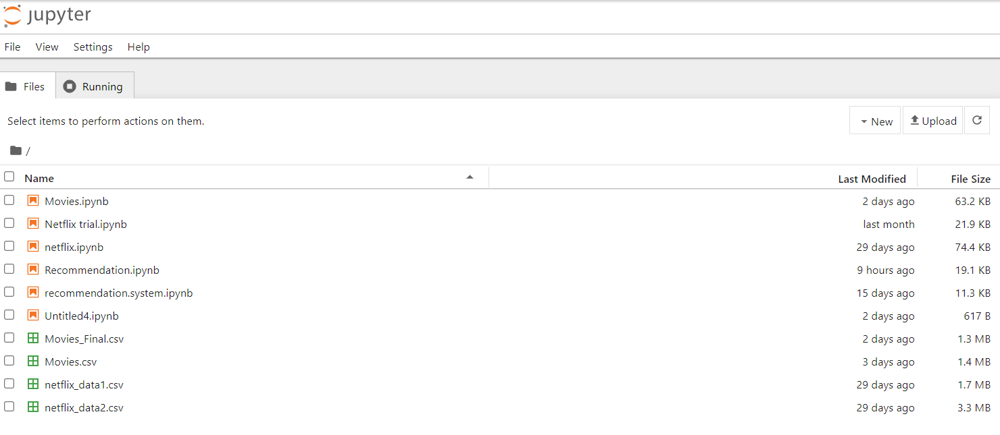 jupyter
File View Settings Help
Files Running
Select items to perform actions on them.
New Upload
/
Name Last Modified File Size
Movies.ipynb 2 days ago 63.2 KB
Netflix trial.ipynb last month 21.9 KB
netflix.ipynb 29 days ago 74.4 KB
Recommendation.ipynb 9 hours ago 19.1 KB
recommendation.system.ipynb 15 days ago 11.3 KB
Untitled4.ipynb 2 days ago 617 B
Movies_Final.csv 2 days ago 1.3 MB
Movies.csv 3 days ago 1.4 MB
netflix_data1.csv 29 days ago 1.7 MB
netflix_data2.csv 29 days ago 3.3 MB